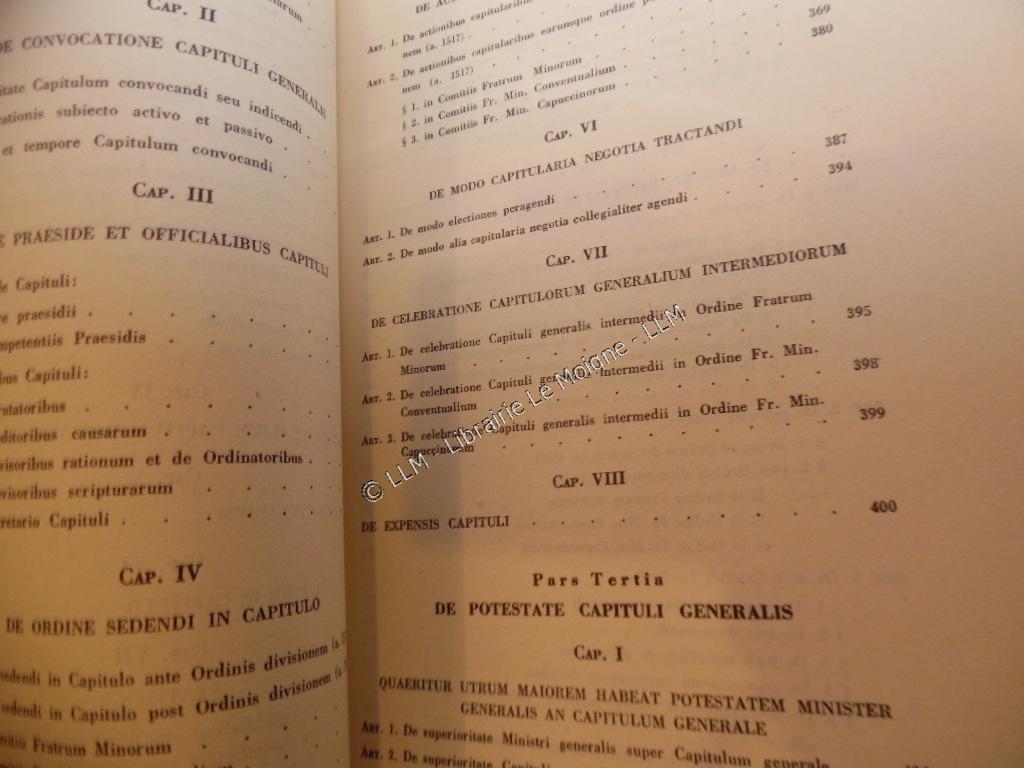 CAP. II
DE CONVOCATIONE CAPITULI GENERALIS
Capitulum convocandi seu indicendi .
subiecto activo et passivo . .
et tempore Capitulum convocandi . .
CAP. III
PRAESIDE ET OFFICIALIBUS CAPITULI
Capituli:
praesidii . . . . . . .
Praesidis . . . . .
Capituli:
. . . . . . .
causarum . . . . .
rationum et de Ordinatoribus .
scripturarum . . . .
Capituli . . . . . .
CAP. IV
DE ORDINE SEDENDI IN CAPITULO
sedendi in Capitulo ante Ordinis divisionem
sedendi in Capitulo post Ordinis divisionem
Fratrum Minorum . . .
ART. 1. De actionibus capitularibus
nem (a. 1517) . . . . . . 369
ART. 2. De actionibus capitularibus earumque ordine
nem (a. 1517) . . . . . . 380
§ 1. in Comitiis Fratrum Minorum . . . .
§ 2. in Comitiis Fr. Min. Conventualium . . . .
§ 3. in Comitiis Fr. Min. Capuccinorum .
CAP. VI
DE MODO CAPITULARIA NEGOTIA TRACTANDI
ART. 1. De modo electiones peragendi . . . . . . 387
ART. 2. De modo alia capitularia negotia collegialiter agendi . . . . 394
CAP. VII
DE CELEBRATIONE CAPITULORUM GENERALIUM INTERMEDIORUM
ART. 1. De celebratione Capituli generalis intermedii in Ordine Fratrum
Minorum . . . . . . . . 395
ART. 2. De celebratione Capituli generalis intermedii in Ordine Fr. Min.
Conventualium . . . . . . . 398
ART. 3. De celebratione Capituli generalis intermedii in Ordine Fr. Min.
Capuccinorum . . . . . . . 399
CAP. VIII
DE EXPENSIS CAPITULI . . . . . . . 400
Pars Tertia
DE POTESTATE CAPITULI GENERALIS
CAP. I
QUAERITUR UTRUM MAIOREM HABEAT POTESTATEM MINISTER
GENERALIS AN CAPITULUM GENERALE
ART. 1. De superioritate Ministri generalis super Capitulum generale
ART. 2. De superioritate
© LLM - Librairie Le Moigne - LLM